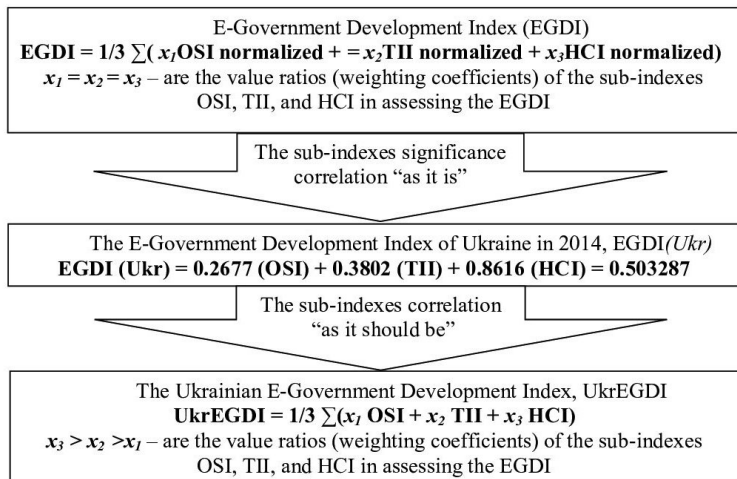 E-Government Development Index (EGDI)
EGDI = 1/3 ∑( x₁OSI normalized + = x₂TII normalized + x₃HCI normalized)
x₁ = x₂ = x₃ – are the value ratios (weighting coefficients) of the sub-indexes
OSI, TII, and HCI in assessing the EGDI
The sub-indexes significance
correlation “as it is”
The E-Government Development Index of Ukraine in 2014, EGDI(Ukr)
EGDI (Ukr) = 0.2677 (OSI) + 0.3802 (TII) + 0.8616 (HCI) = 0.503287
The sub-indexes correlation
“as it should be”
The Ukrainian E-Government Development Index, UkrEGDI
UkrEGDI = 1/3 ∑(x₁ OSI + x₂ TII + x₃ HCI)
x₃ > x₂ >x₁ – are the value ratios (weighting coefficients) of the sub-indexes
OSI, TII, and HCI in assessing the EGDI